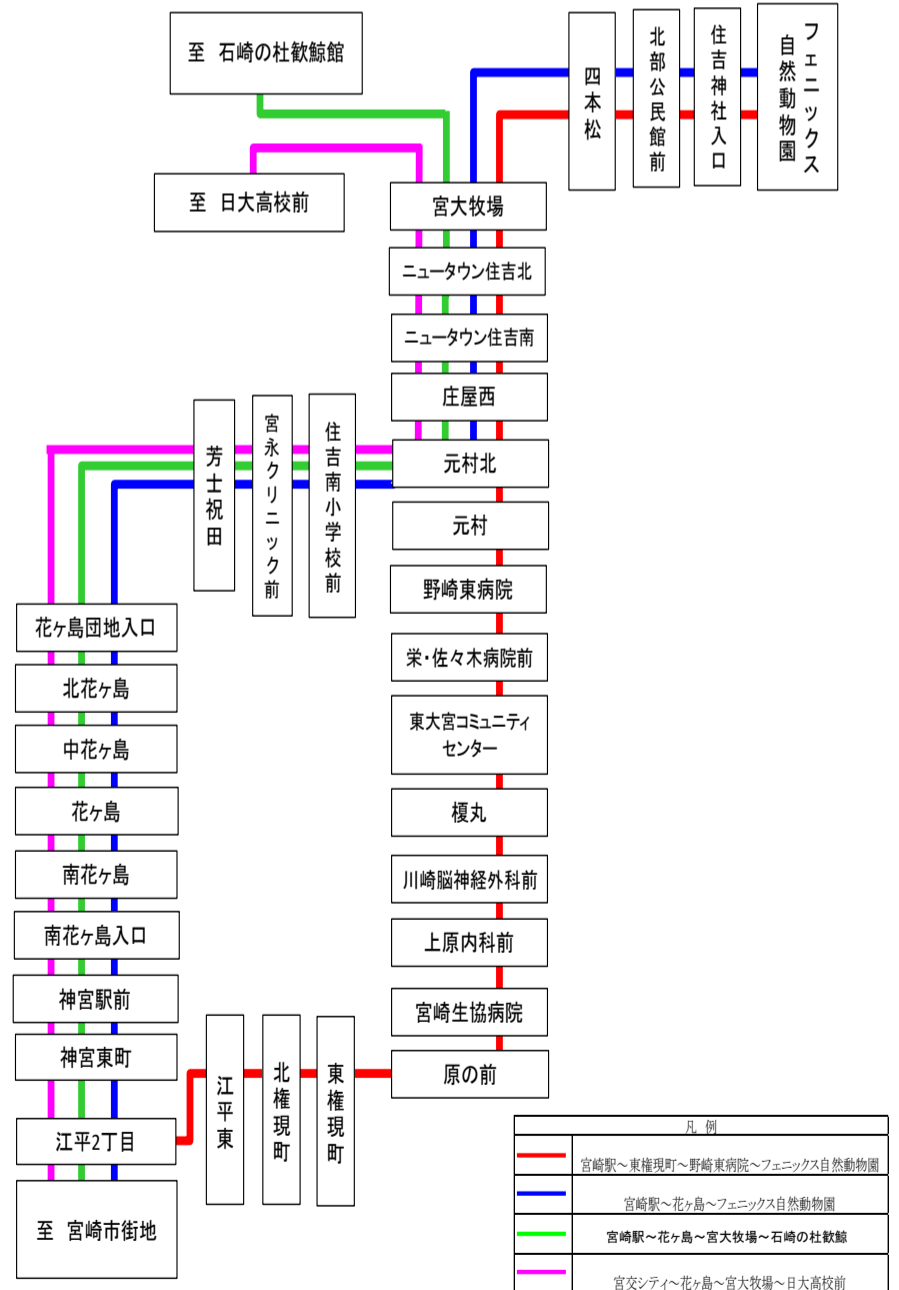 至 石崎の杜歓鯨館
至 日大高校前
四本松
北部公民館前
住吉神社入口
フェニックス
自然動物園
宮大牧場
ニュータウン住吉北
ニュータウン住吉南
庄屋西
元村北
元村
野崎東病院
栄・佐々木病院前
東大宮コミュニティ
センター
榎丸
川崎脳神経外科前
上原内科前
宮崎生協病院
原の前
芳士祝田
宮永クリニック前
住吉南小学校前
花ヶ島団地入口
北花ヶ島
中花ヶ島
花ヶ島
南花ヶ島
南花ヶ島入口
神宮駅前
神宮東町
江平2丁目
至 宮崎市街地
江平東
北権現町
東権現町
凡 例
宮崎駅～東権現町～野崎東病院～フェニックス自然動物園
宮崎駅～花ヶ島～フェニックス自然動物園
宮崎駅～花ヶ島～宮大牧場～石崎の杜歓鯨
宮交シティ～花ヶ島～宮大牧場～日大高校前